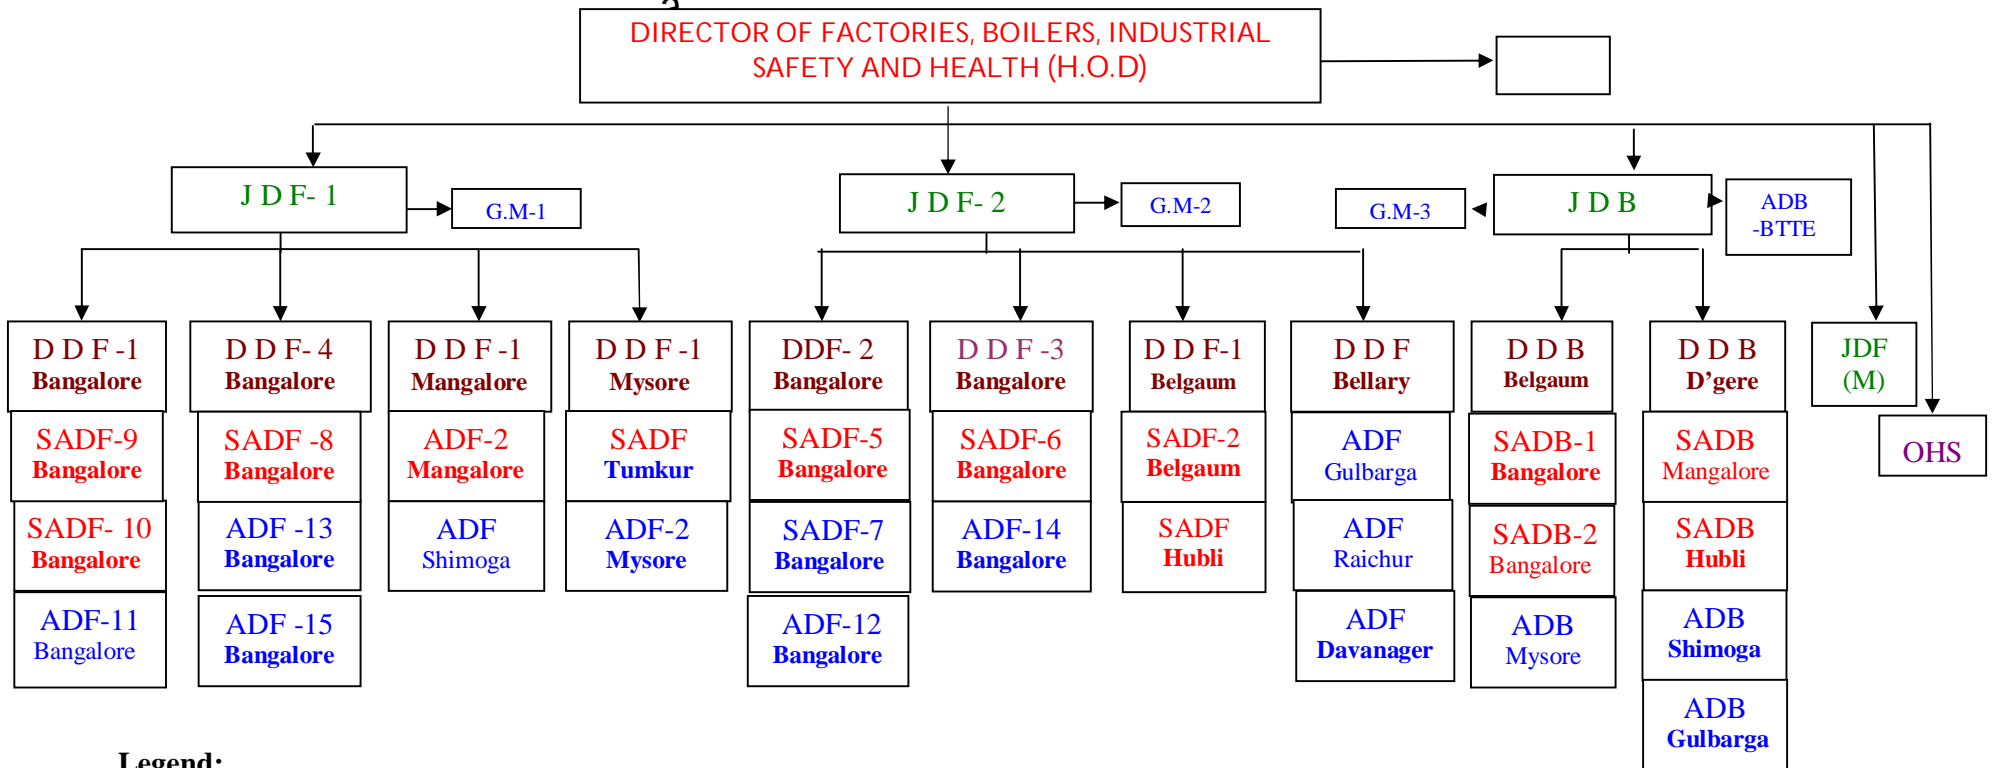 a
DIRECTOR OF FACTORIES, BOILERS, INDUSTRIAL
SAFETY AND HEALTH (H.O.D)
J D F- 1
G.M-1
J D F- 2
G.M-2
G.M-3
J D B
ADB
-BTTE
D D F -1
Bangalore
SADF-9
Bangalore
SADF- 10
Bangalore
ADF-11
Bangalore
D D F- 4
Bangalore
SADF -8
Bangalore
ADF -13
Bangalore
ADF -15
Bangalore
D D F -1
Mangalore
ADF-2
Mangalore
ADF
Shimoga
D D F -1
Mysore
SADF
Tumkur
ADF-2
Mysore
DDF- 2
Bangalore
SADF-5
Bangalore
SADF-7
Bangalore
ADF-12
Bangalore
D D F -3
Bangalore
SADF-6
Bangalore
ADF-14
Bangalore
D D F-1
Belgaum
SADF-2
Belgaum
SADF
Hubli
D D F
Bellary
ADF
Gulbarga
ADF
Raichur
ADF
Davanager
D D B
Belgaum
SADB-1
Bangalore
SADB-2
Bangalore
ADB
Mysore
D D B
D’gere
SADB
Mangalore
SADB
Hubli
ADB
Shimoga
ADB
Gulbarga
JDF
(M)
OHS
Legend: